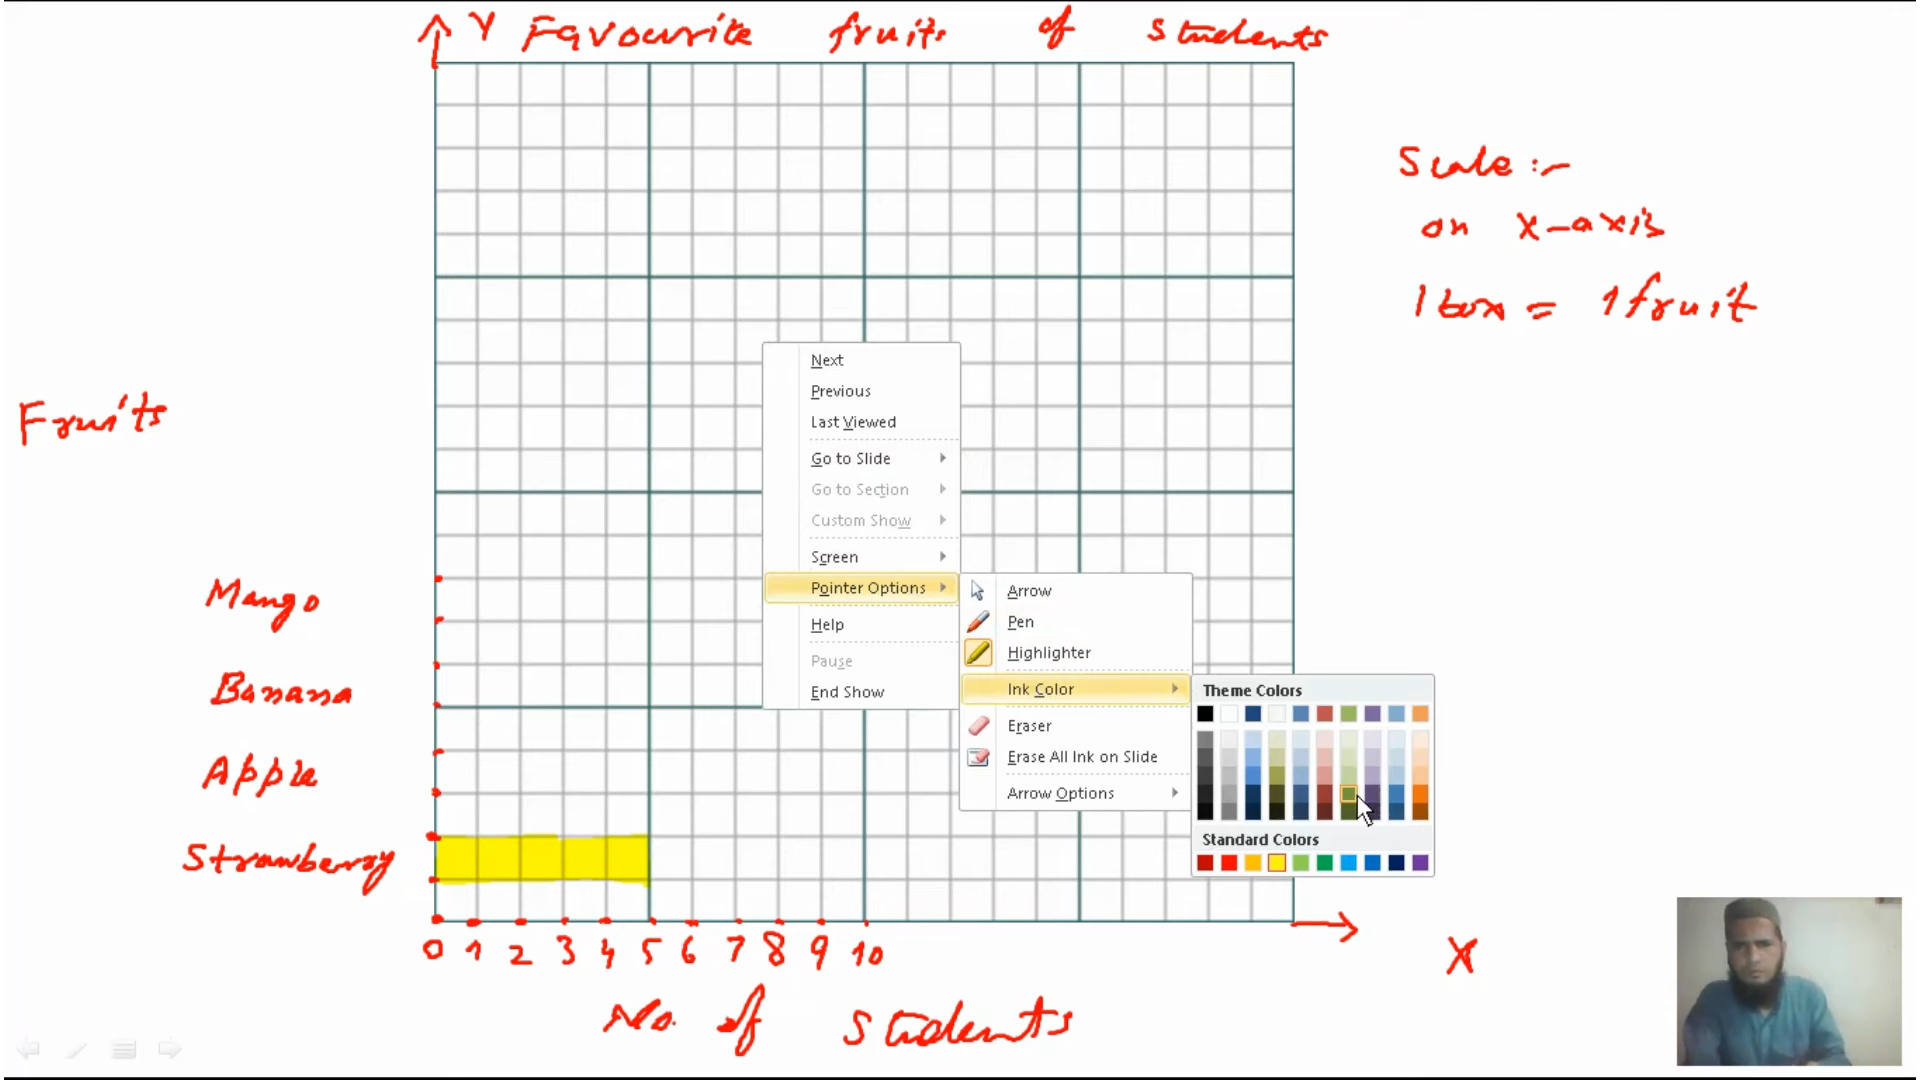 Y Favourite fruits of students
Scale :-
on x-axis
1 box = 1 fruit
Fruits
Mango
Banana
Apple
Strawberry
0 1 2 3 4 5 6 7 8 9 10
X
No. of students
Next
Previous
Last Viewed
Go to Slide
Go to Section
Custom Show
Screen
Pointer Options
Help
Pause
End Show
Arrow
Pen
Highlighter
Ink Color
Eraser
Erase All Ink on Slide
Arrow Options
Theme Colors
Standard Colors